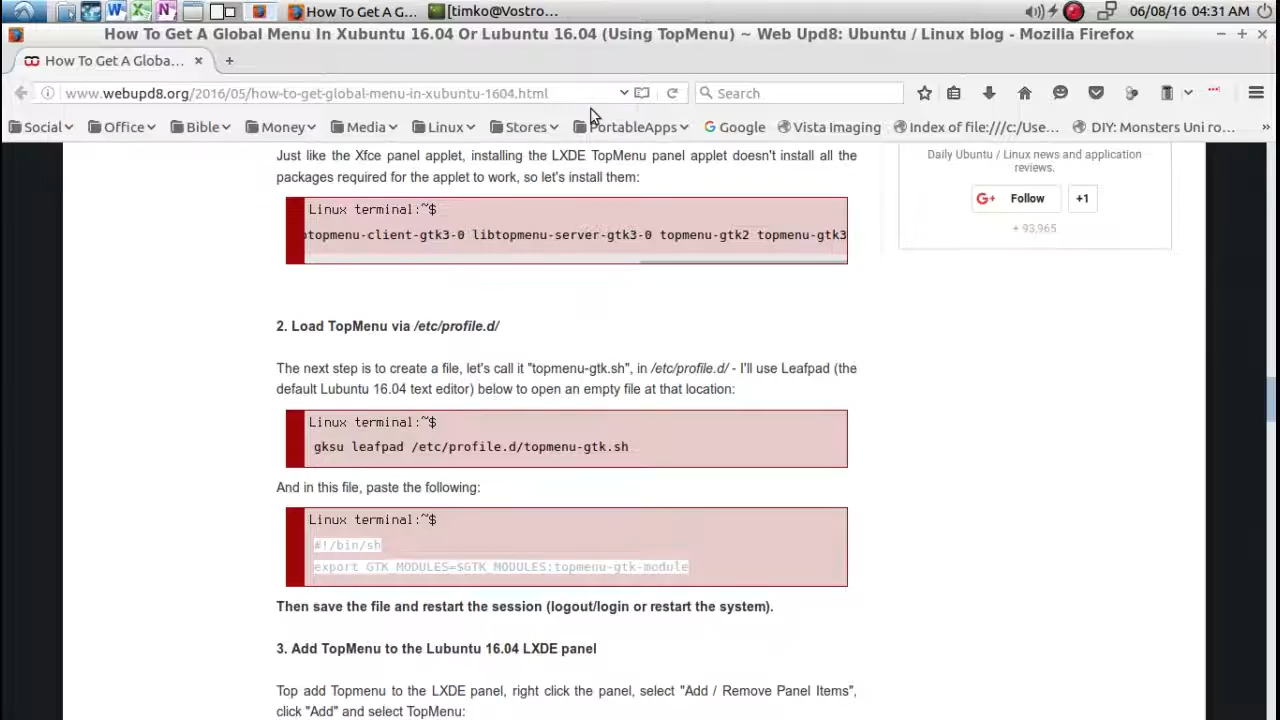 How To Get A G...
[timko@Vostro...
06/08/16 04:31 AM
How To Get A Global Menu In Xubuntu 16.04 Or Lubuntu 16.04 (Using TopMenu) ~ Web Upd8: Ubuntu / Linux blog - Mozilla Firefox
How To Get A Globa...
www.webupd8.org/2016/05/how-to-get-global-menu-in-xubuntu-1604.html
Search
Social Office Bible Money Media Linux Stores PortableApps Google Vista Imaging Index of file:///c:/Use... DIY: Monsters Uni ro... »
Just like the Xfce panel applet, installing the LXDE TopMenu panel applet doesn't install all the
packages required for the applet to work, so let's install them:
Linux terminal:~$
topmenu-client-gtk3-0 libtopmenu-server-gtk3-0 topmenu-gtk2 topmenu-gtk3
2. Load TopMenu via /etc/profile.d/
The next step is to create a file, let's call it "topmenu-gtk.sh", in /etc/profile.d/ - I'll use Leafpad (the
default Lubuntu 16.04 text editor) below to open an empty file at that location:
Linux terminal:~$
gksu leafpad /etc/profile.d/topmenu-gtk.sh
And in this file, paste the following:
Linux terminal:~$
#!/bin/sh
export GTK_MODULES=$GTK_MODULES:topmenu-gtk-module
Then save the file and restart the session (logout/login or restart the system).
3. Add TopMenu to the Lubuntu 16.04 LXDE panel
Top add Topmenu to the LXDE panel, right click the panel, select "Add / Remove Panel Items",
click "Add" and select TopMenu:
Daily Ubuntu / Linux news and application
reviews.
G+ Follow +1
+ 93,965